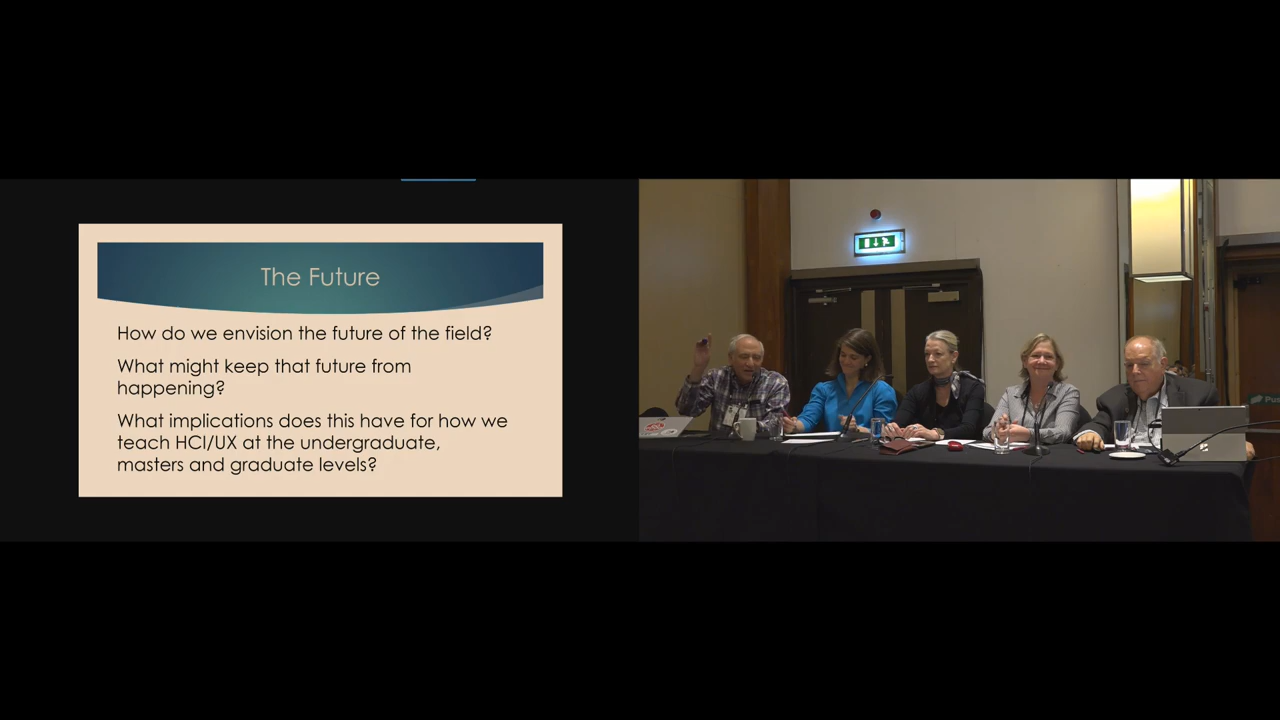 The Future
How do we envision the future of the field?
What might keep that future from
happening?
What implications does this have for how we
teach HCI/UX at the undergraduate,
masters and graduate levels?